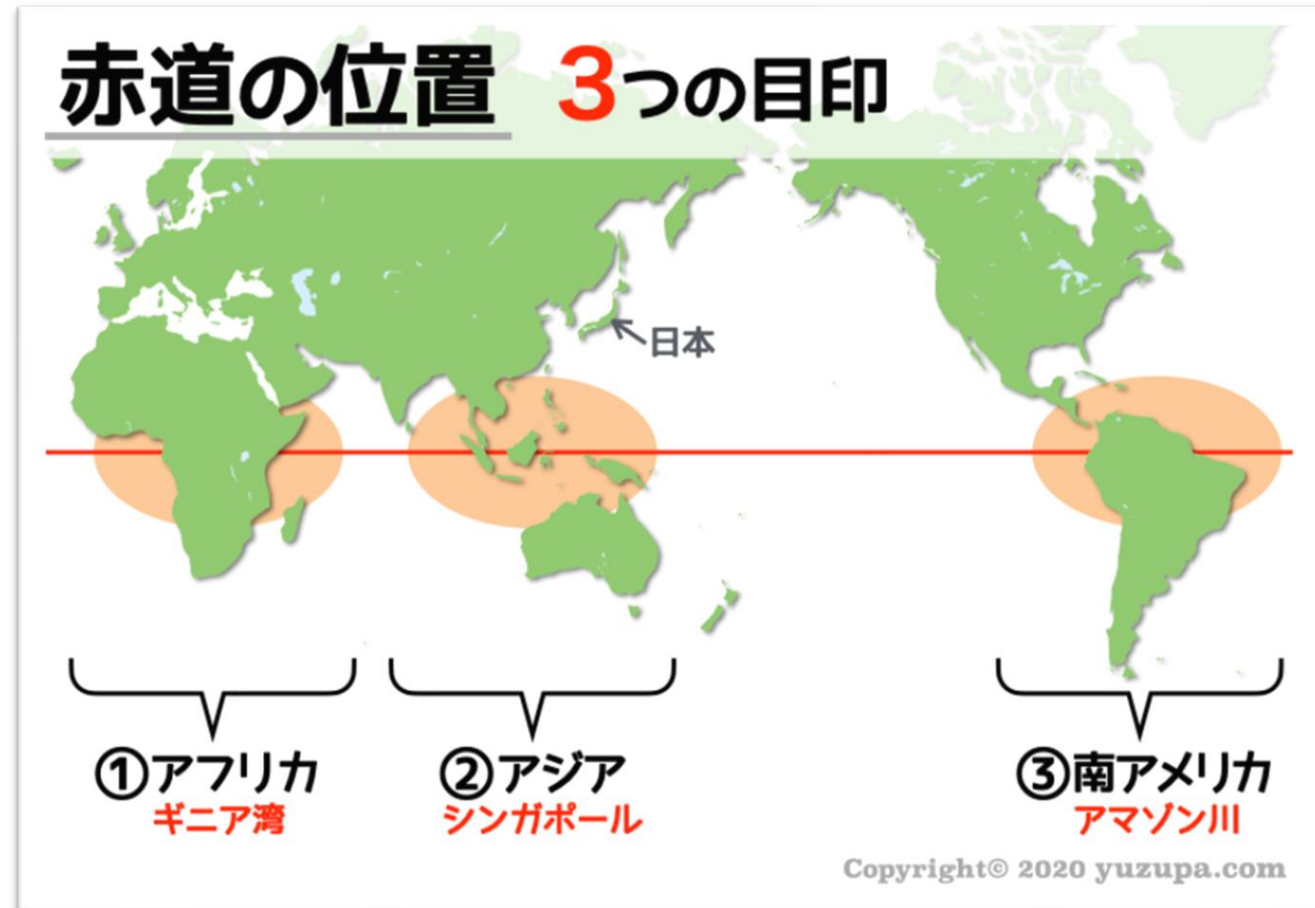 赤道の位置 3つの目印
日本
①アフリカ
ギニア湾
②アジア
シンガポール
③南アメリカ
アマゾン川
Copyright© 2020 yuzupa.com